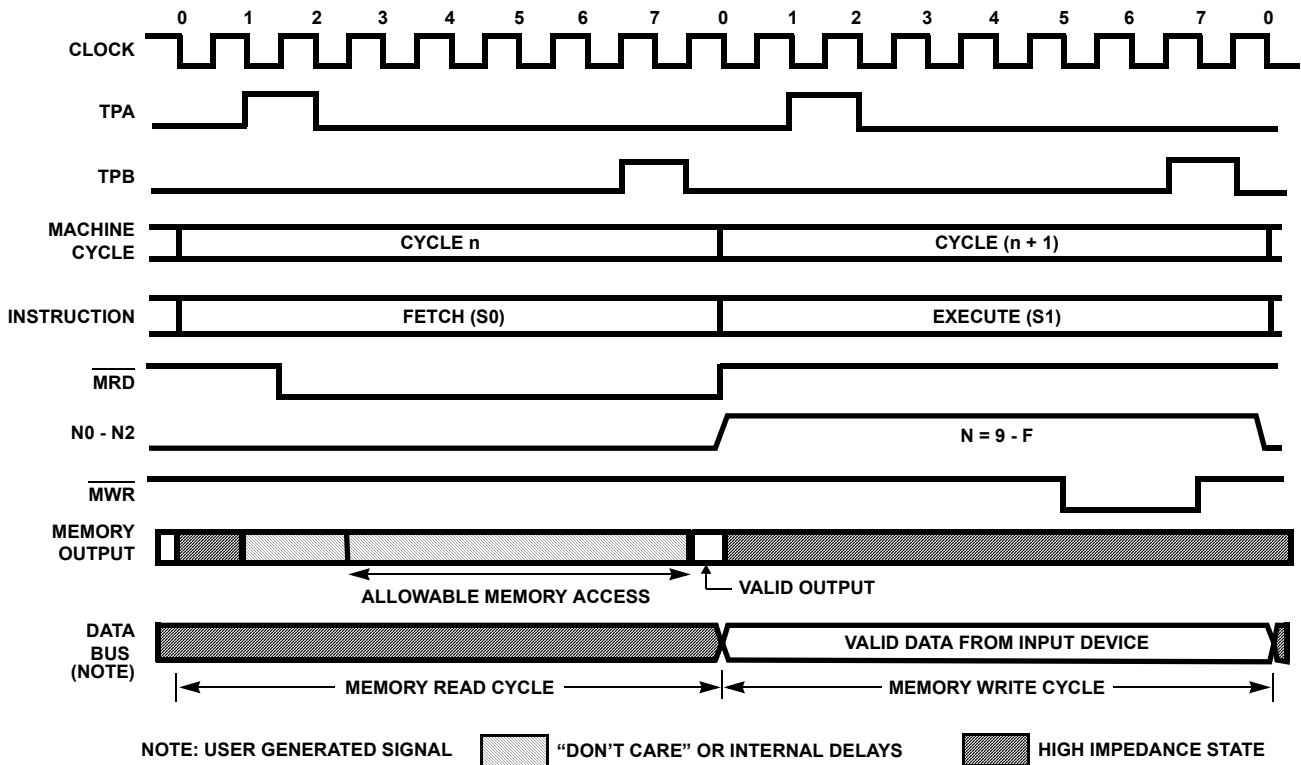 0 1 2 3 4 5 6 7 0 1 2 3 4 5 6 7 0
CLOCK
TPA
TPB
MACHINE
CYCLE
CYCLE n
CYCLE (n + 1)
INSTRUCTION
FETCH (S0)
EXECUTE (S1)
MRD
N0 - N2
N = 9 - F
MWR
MEMORY
OUTPUT
ALLOWABLE MEMORY ACCESS
VALID OUTPUT
DATA
BUS
(NOTE)
VALID DATA FROM INPUT DEVICE
MEMORY READ CYCLE
MEMORY WRITE CYCLE
NOTE: USER GENERATED SIGNAL
“DON’T CARE” OR INTERNAL DELAYS
HIGH IMPEDANCE STATE